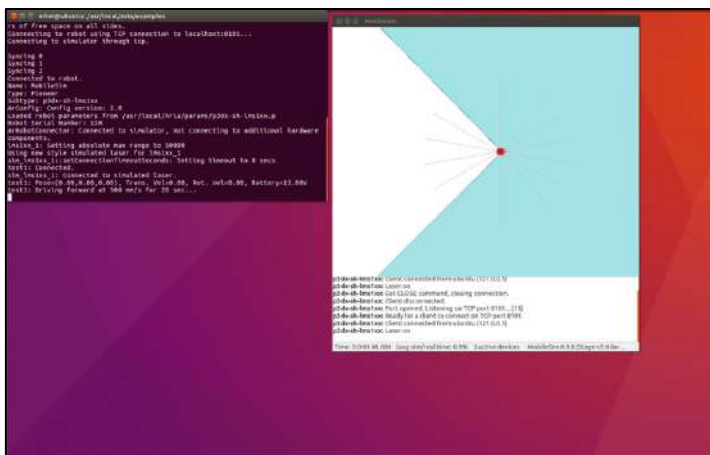 mfmr@ubuntu: /usr/local/Aria/examples
rs of free space on all sides.
Connecting to robot using TCP connection to localhost:8101...
Connecting to simulator through tcp.
Syncing 0
Syncing 1
Syncing 2
Connected to robot.
Name: MobileSim
Type: Pioneer
Subtype: p3dx-sh-lms1xx
ArConfig: Config version: 2.0
Loaded robot parameters from /usr/local/Aria/params/p3dx-sh-lms1xx.p
Robot Serial Number: SIM
ArRobotConnector: Connected to simulator, not connecting to additional hardware
components.
lms1xx_1: Setting absolute max range to 20000
Using new style simulated laser for lms1xx_1
sim_lms1xx_1::setConnectionTimeoutSeconds: Setting timeout to 8 secs
test1: Connected.
sim_lms1xx_1: Connected to simulated laser.
test1: Pose=(0.00,0.00,0.00), Trans. Vel=0.00, Rot. Vel=0.00, Battery=13.00V
Driving forward at 500 mm/s for 20 sec...
MobileSim
p3dx-sh-lms1xx: Client connected from ubuntu (127.0.0.1)
p3dx-sh-lms1xx: Laser on
p3dx-sh-lms1xx: Got CLOSE command, closing connection.
p3dx-sh-lms1xx: Client disconnected.
p3dx-sh-lms1xx: Port opened. Listening on TCP port 8101...
p3dx-sh-lms1xx: Ready for a client to connect on TCP port 8101.
p3dx-sh-lms1xx: Client connected from ubuntu (127.0.0.1)
p3dx-sh-lms1xx: Laser on